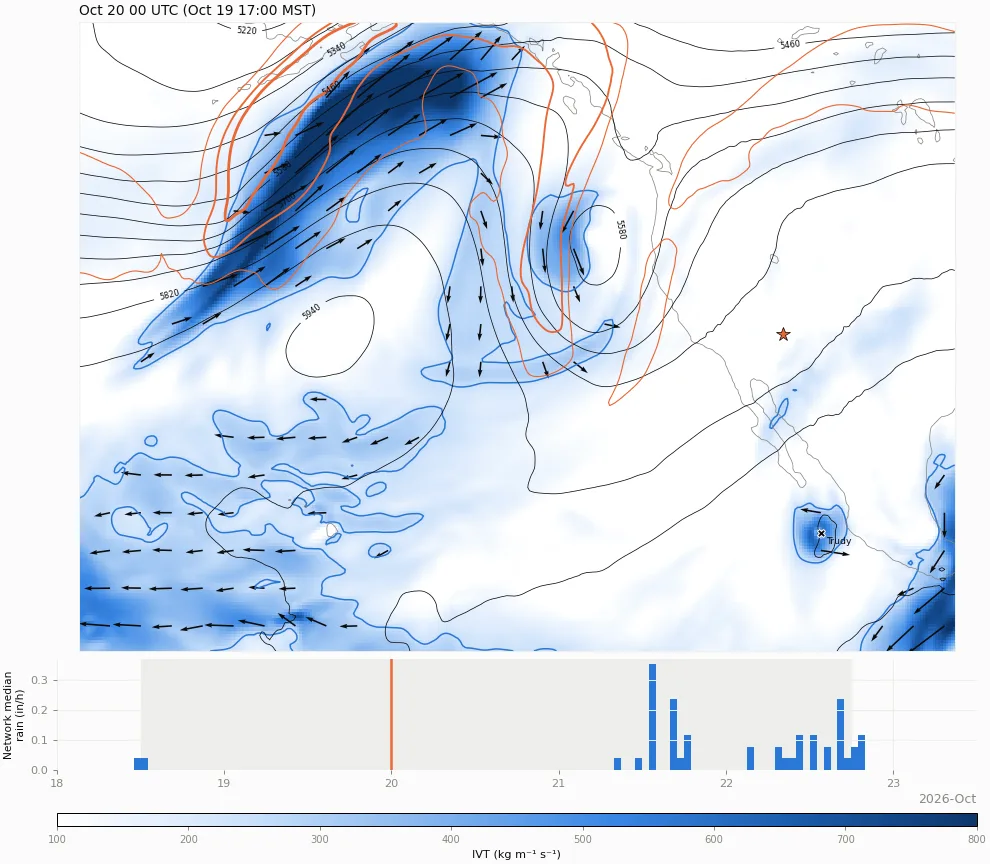 Oct 20 00 UTC (Oct 19 17:00 MST)
5220
5340
5460
5460
5700
5580
5820
5940
Trudy
Network median
rain (in/h)
0.3
0.2
0.1
0.0
18 19 20 21 22 23
2026-Oct
100 200 300 400 500 600 700 800
IVT (kg m⁻¹ s⁻¹)